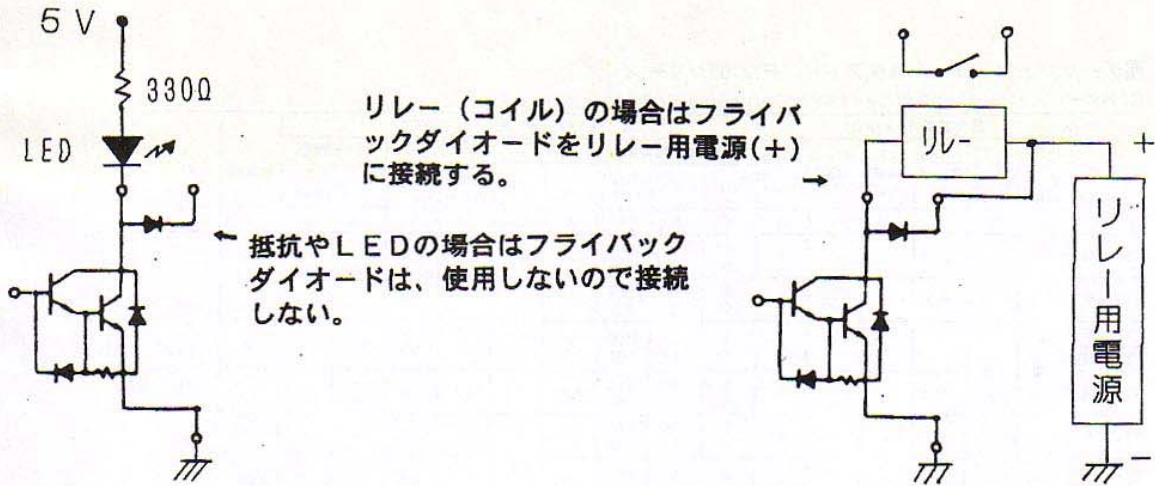 5V
330Ω
LED
リレー（コイル）の場合はフライバ
ックダイオードをリレー用電源(+)
に接続する。
抵抗やLEDの場合はフライバック
ダイオードは、使用しないので接続
しない。
リレー
+
リレー用電源
−